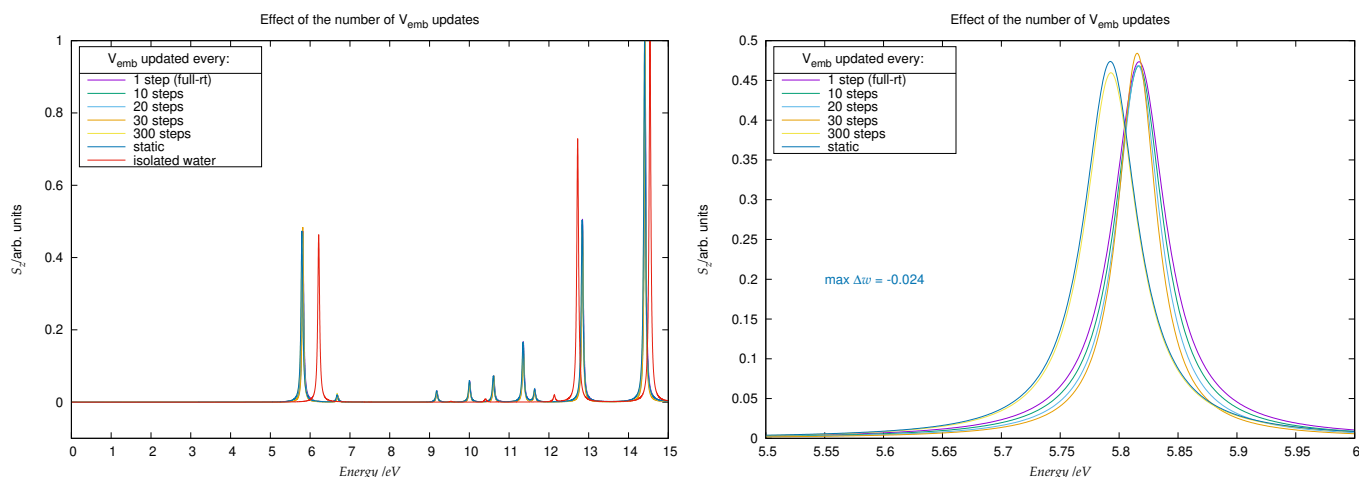 Effect of the number of Vemb updates
Vemb updated every:
1 step (full-rt)
10 steps
20 steps
30 steps
300 steps
static
isolated water
1
0.8
0.6
0.4
0.2
0
Sz/arb. units
0 1 2 3 4 5 6 7 8 9 10 11 12 13 14 15
Energy /eV
Effect of the number of Vemb updates
Vemb updated every:
1 step (full-rt)
10 steps
20 steps
30 steps
300 steps
static
0.5
0.45
0.4
0.35
0.3
0.25
0.2
0.15
0.1
0.05
0
Sz/arb. units
max Δw = -0.024
5.5 5.55 5.6 5.65 5.7 5.75 5.8 5.85 5.9 5.95 6
Energy /eV